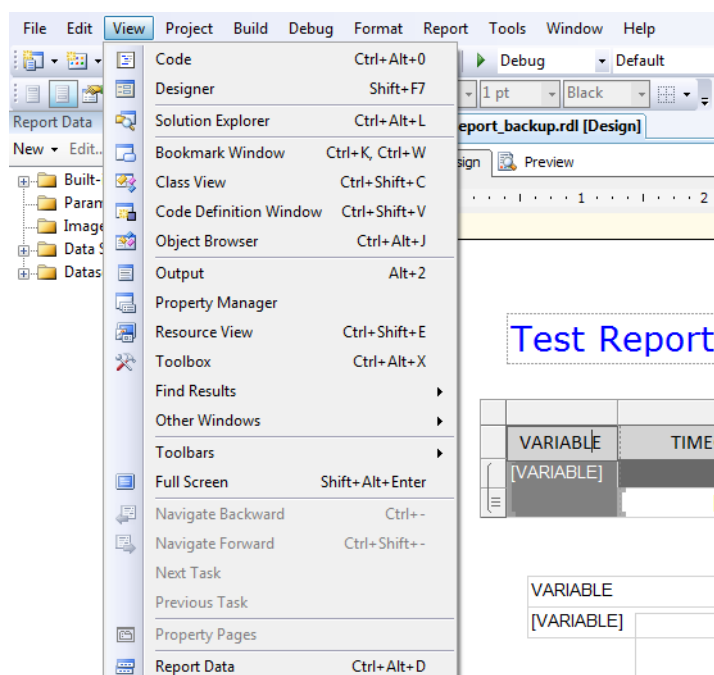 File Edit View Project Build Debug Format Report Tools Window Help
Debug Default
1 pt Black
Report Data
New Edit..
Built-
Param
Image
Data S
Datas
Code Ctrl+Alt+0
Designer Shift+F7
Solution Explorer Ctrl+Alt+L
Bookmark Window Ctrl+K, Ctrl+W
Class View Ctrl+Shift+C
Code Definition Window Ctrl+Shift+V
Object Browser Ctrl+Alt+J
Output Alt+2
Property Manager
Resource View Ctrl+Shift+E
Toolbox Ctrl+Alt+X
Find Results
Other Windows
Toolbars
Full Screen Shift+Alt+Enter
Navigate Backward Ctrl+-
Navigate Forward Ctrl+Shift+-
Next Task
Previous Task
Property Pages
Report Data Ctrl+Alt+D
eport_backup.rdl [Design]
sign Preview
1 2
Test Report
VARIABLE TIME
[VARIABLE]
VARIABLE
[VARIABLE]